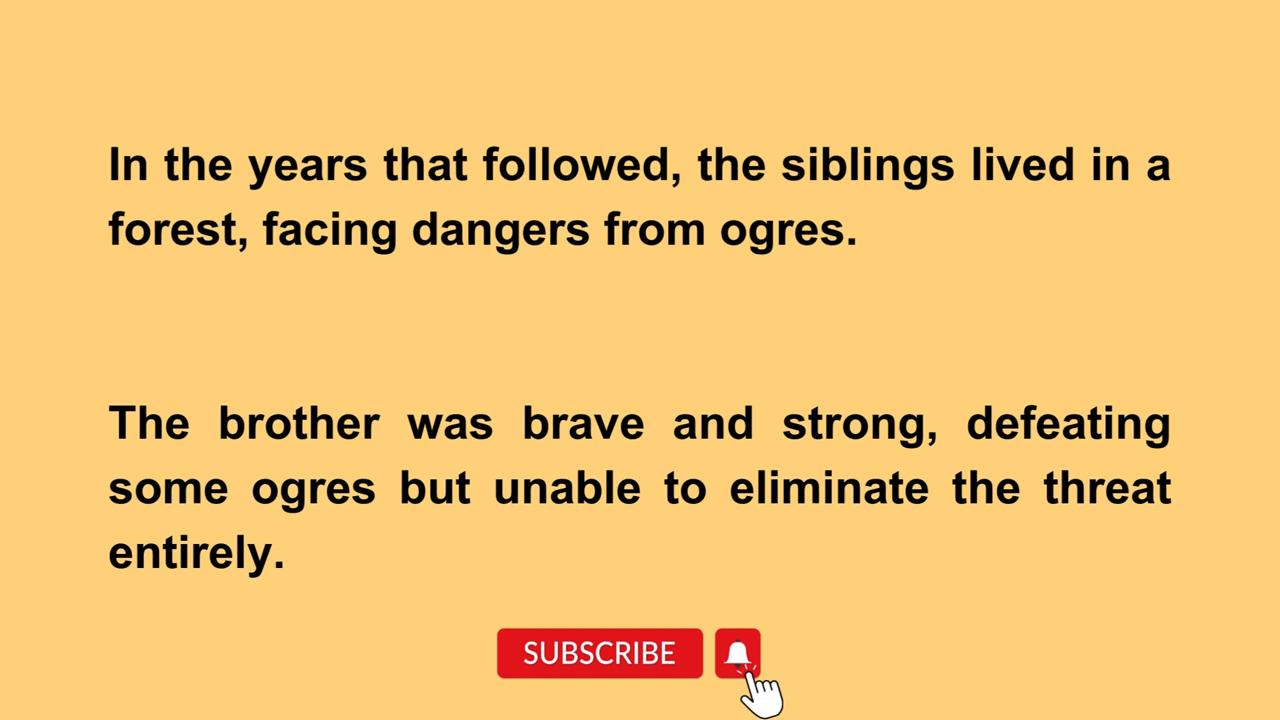 In the years that followed, the siblings lived in a
forest, facing dangers from ogres.
The brother was brave and strong, defeating
some ogres but unable to eliminate the threat
entirely.
SUBSCRIBE